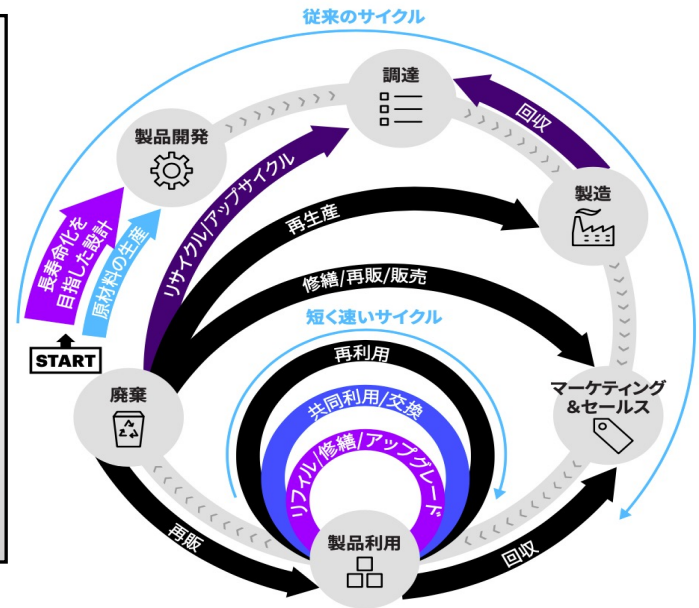 従来のサイクル
調達
回収
製品開発
製造
長寿命化を
目指した設計
原材料の生産
リサイクル/アップサイクル
再生産
修繕/再販/販売
START
短く速いサイクル
再利用
共同利用/交換
リフィル/修繕/アップグレード
廃棄
マーケティング
&セールス
再販
製品利用
回収